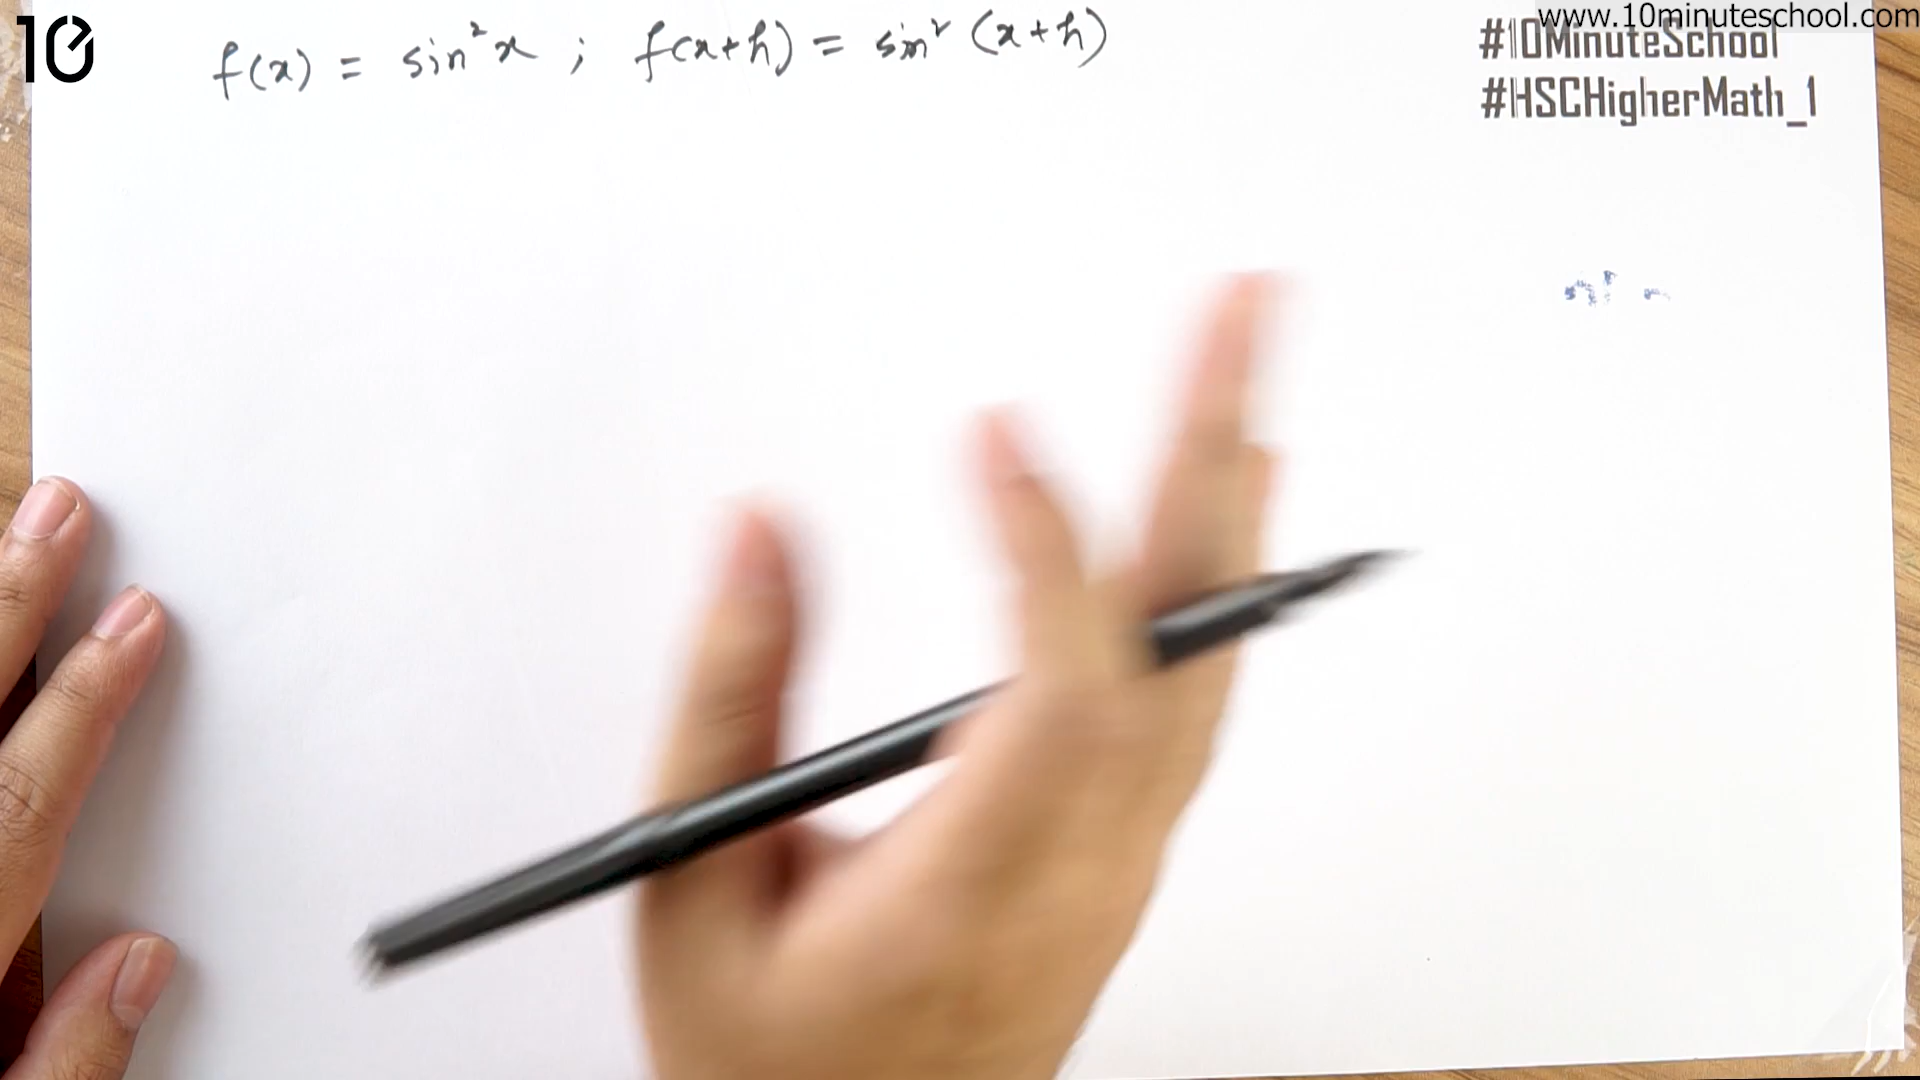 www.10minuteschool.com
10
#10MinuteSchool
#HSCHigherMath_1
f(x) = sin²x ; f(x+h) = sin²(x+h)